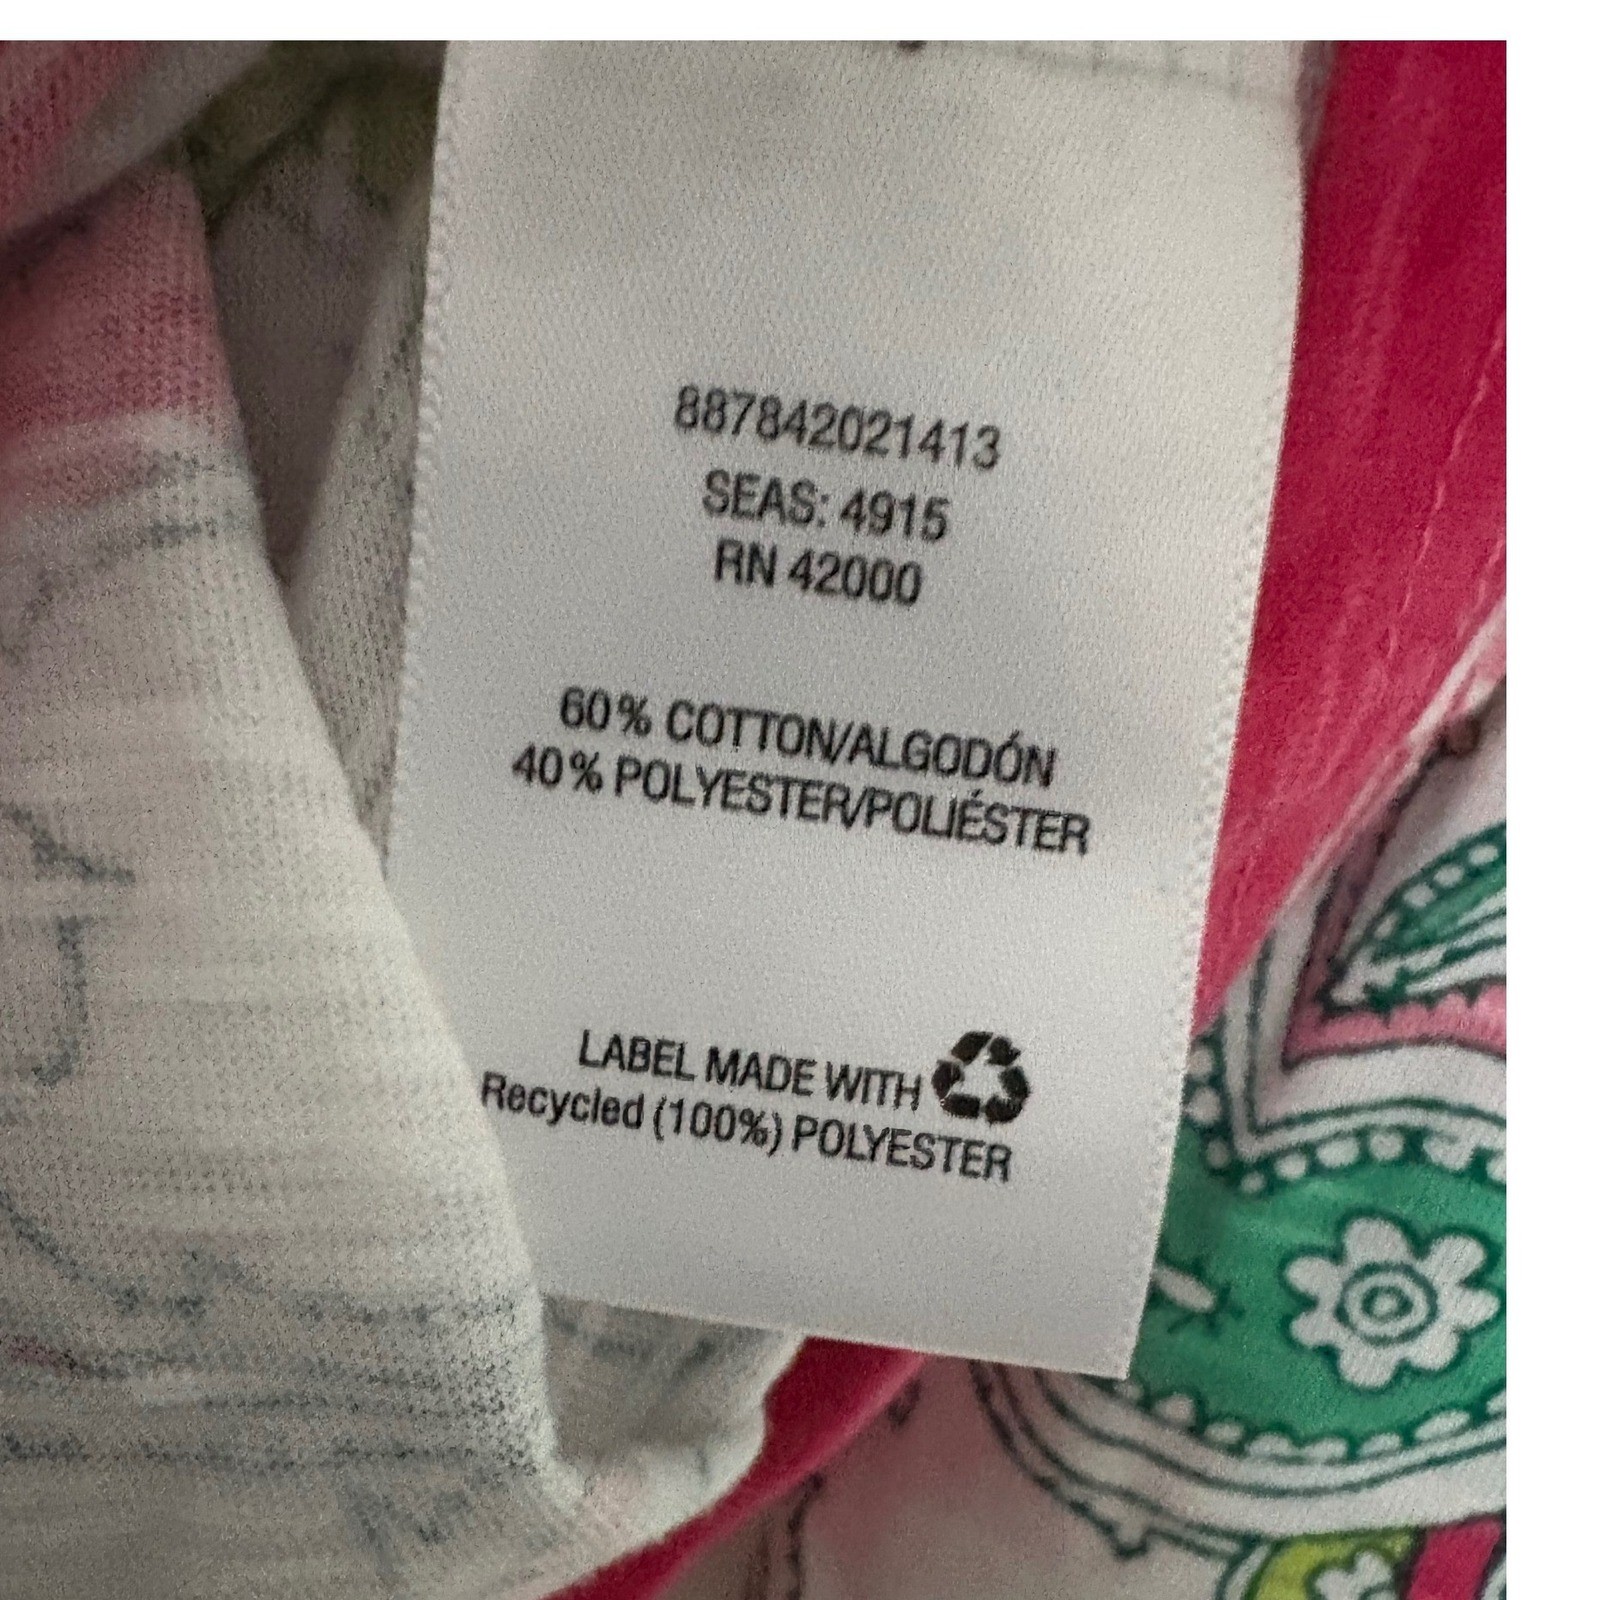 887842021413
SEAS: 4915
RN 42000
60% COTTON/ALGODÓN
40% POLYESTER/POLIÉSTER
LABEL MADE WITH
Recycled (100%) POLYESTER